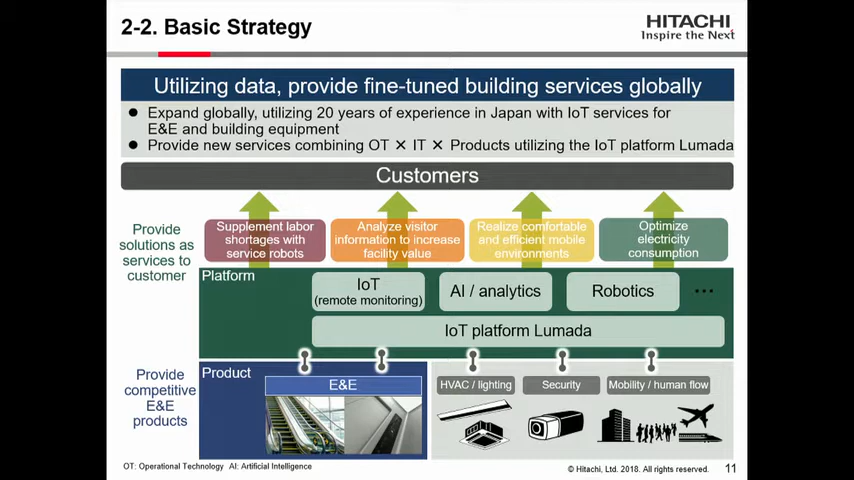 2-2. Basic Strategy
HITACHI
Inspire the Next
Utilizing data, provide fine-tuned building services globally
● Expand globally, utilizing 20 years of experience in Japan with IoT services for
E&E and building equipment
● Provide new services combining OT × IT × Products utilizing the IoT platform Lumada
Customers
Provide
solutions as
services to
customer
Supplement labor
shortages with
service robots
Analyze visitor
information to increase
facility value
Realize comfortable
and efficient mobile
environments
Optimize
electricity
consumption
Platform
IoT
(remote monitoring)
AI / analytics
Robotics
•••
IoT platform Lumada
Provide
competitive
E&E
products
Product
E&E
HVAC / lighting
Security
Mobility / human flow
OT: Operational Technology AI: Artificial Intelligence
© Hitachi, Ltd. 2018. All rights reserved.
11